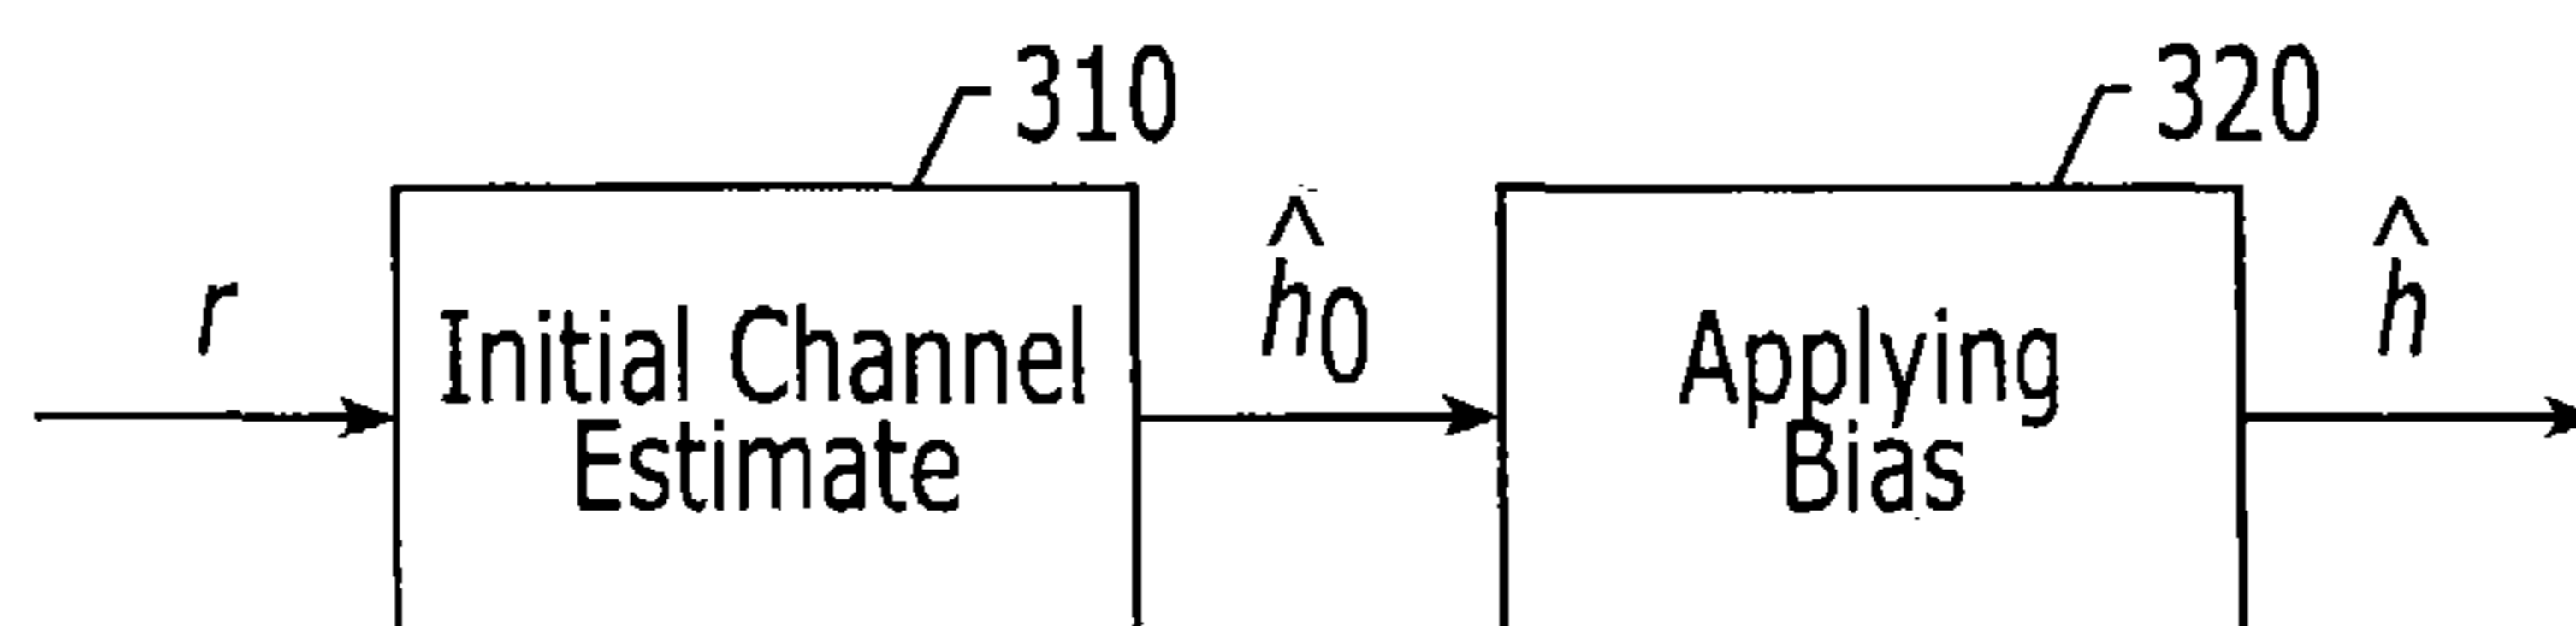 310
320
r
Initial Channel
Estimate
ĥ0
Applying
Bias
ĥ